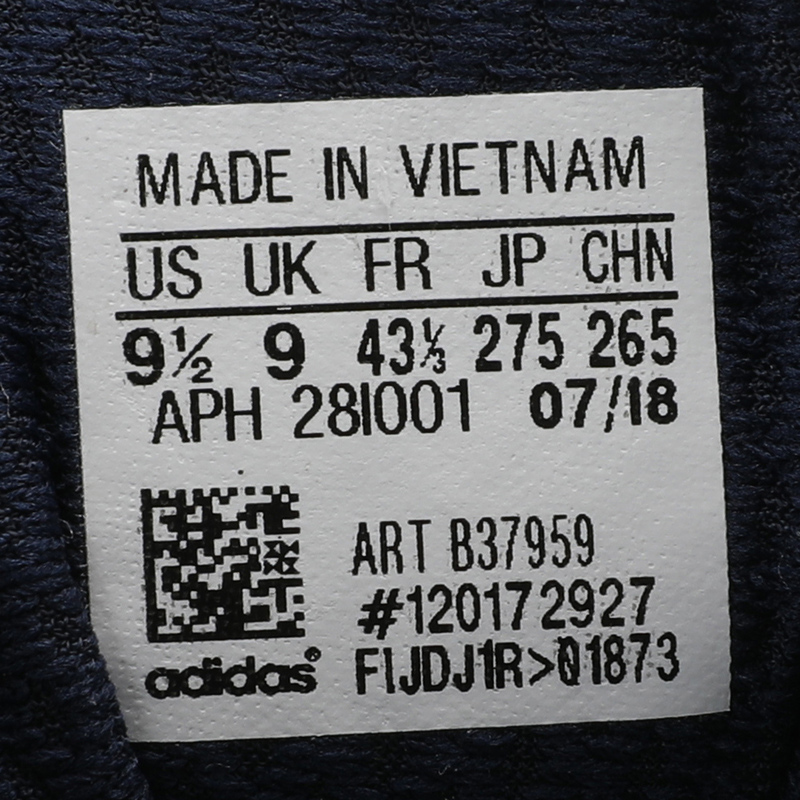 MADE IN VIETNAM
US UK FR JP CHN
9½ 9 43⅓ 275 265
APH 28I001 07/18
ART B37959
#120172927
adidas® FIJDJ1R>01873